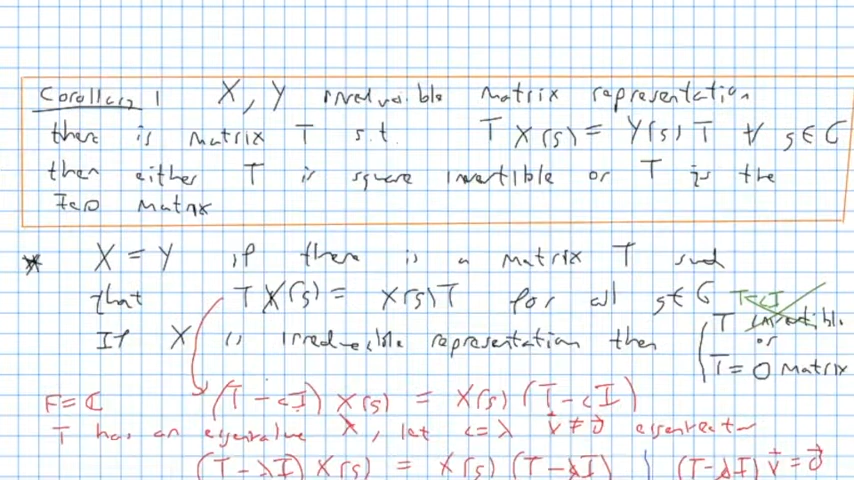 Corollary 1 X, Y irreducible matrix representation
there is matrix T s.t. T X(g) = Y(g) T ∀ g ∈ G
then either T is square invertible or T is the
zero matrix
* X = Y if there is a matrix T such
that T X(g) = X(g) T for all g ∈ G T = cI
If X is irreducible representation then T invertible
or
T = 0 matrix
F = ℂ (T - cI) X(g) = X(g) (T - cI)
T has an eigenvalue λ, let c = λ v⃗ ≠ 0⃗ eigenvector
(T - λI) X(g) = X(g) (T - λI) (T - λI) v⃗ = 0⃗